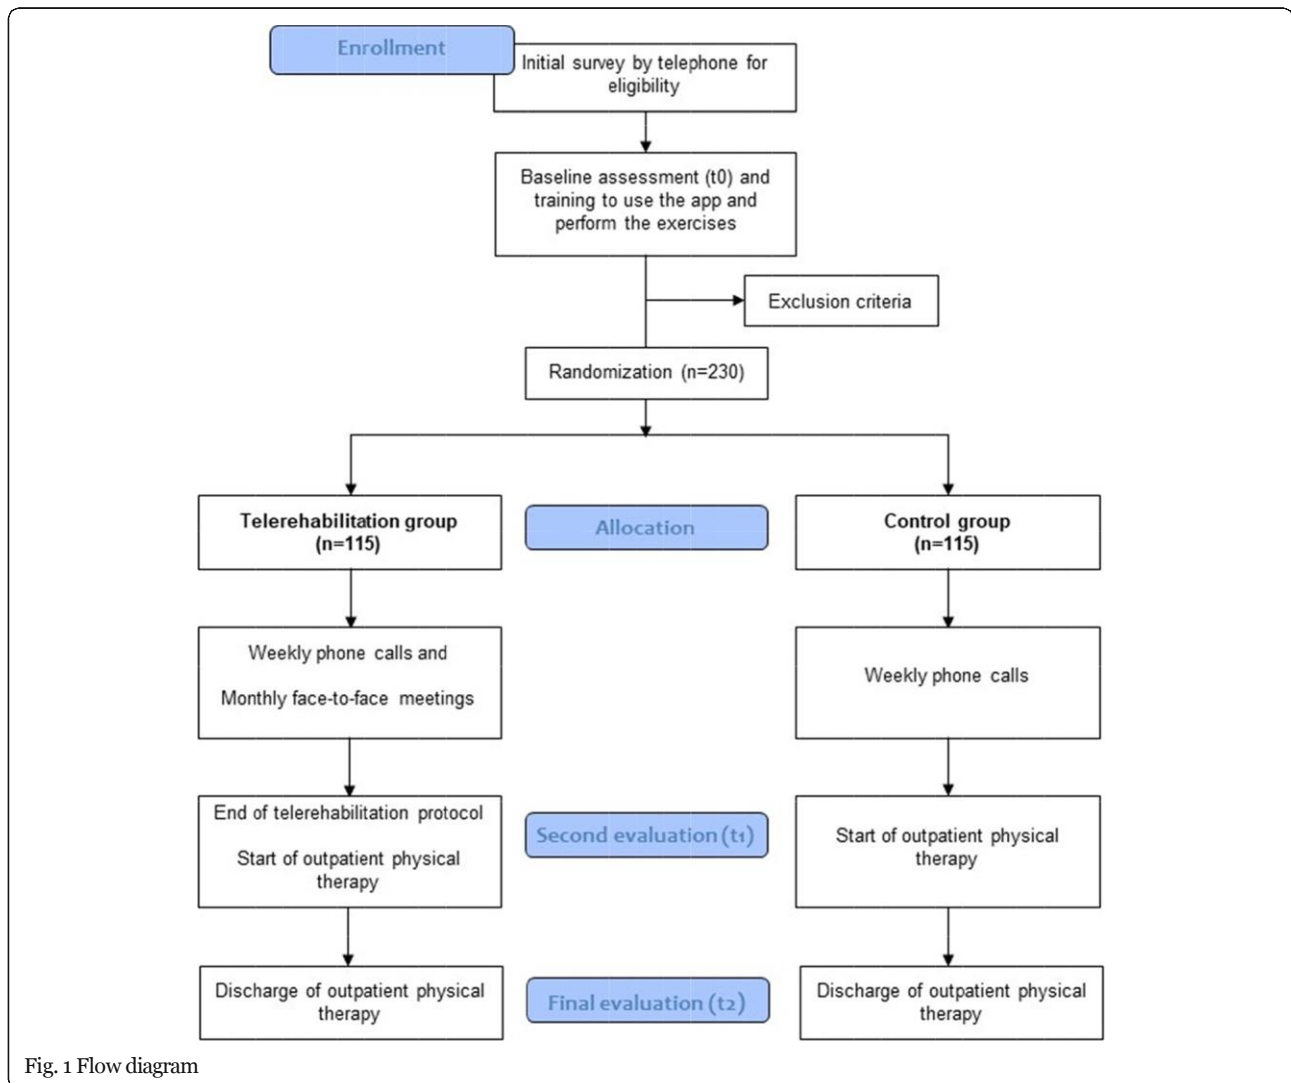 Enrollment
Initial survey by telephone for
eligibility
Baseline assessment (t0) and
training to use the app and
perform the exercises
Exclusion criteria
Randomization (n=230)
Telerehabilitation group
(n=115)
Allocation
Control group
(n=115)
Weekly phone calls and
Monthly face-to-face meetings
Weekly phone calls
End of telerehabilitation protocol
Start of outpatient physical
therapy
Second evaluation (t1)
Start of outpatient physical
therapy
Discharge of outpatient physical
therapy
Final evaluation (t2)
Discharge of outpatient physical
therapy
Fig. 1 Flow diagram